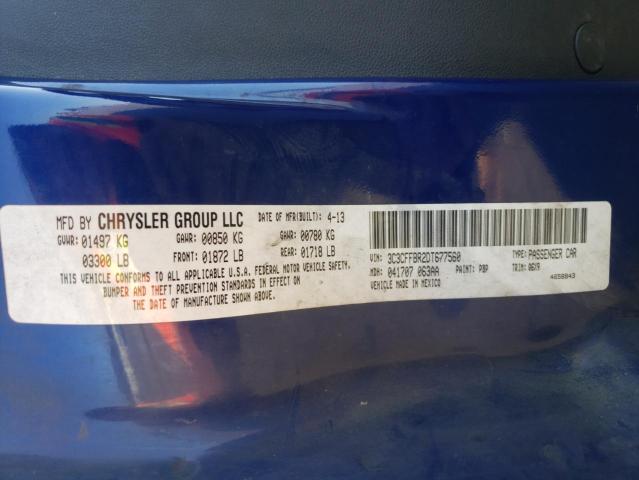 MFD BY CHRYSLER GROUP LLC DATE OF MFR(BUILT): 4-13
GVWR: 01497 KG GAWR: 00850 KG GAWR: 00780 KG
03300 LB FRONT: 01872 LB REAR: 01718 LB
THIS VEHICLE CONFORMS TO ALL APPLICABLE U.S.A. FEDERAL MOTOR VEHICLE SAFETY,
BUMPER AND THEFT PREVENTION STANDARDS IN EFFECT ON
THE DATE OF MANUFACTURE SHOWN ABOVE.
VIN: 3C3CFFBR2DT677560 TYPE: PASSENGER CAR
MDH: 041707 063AA PAINT: PBP TRIM: 06X9
VEHICLE MADE IN MEXICO 4658843